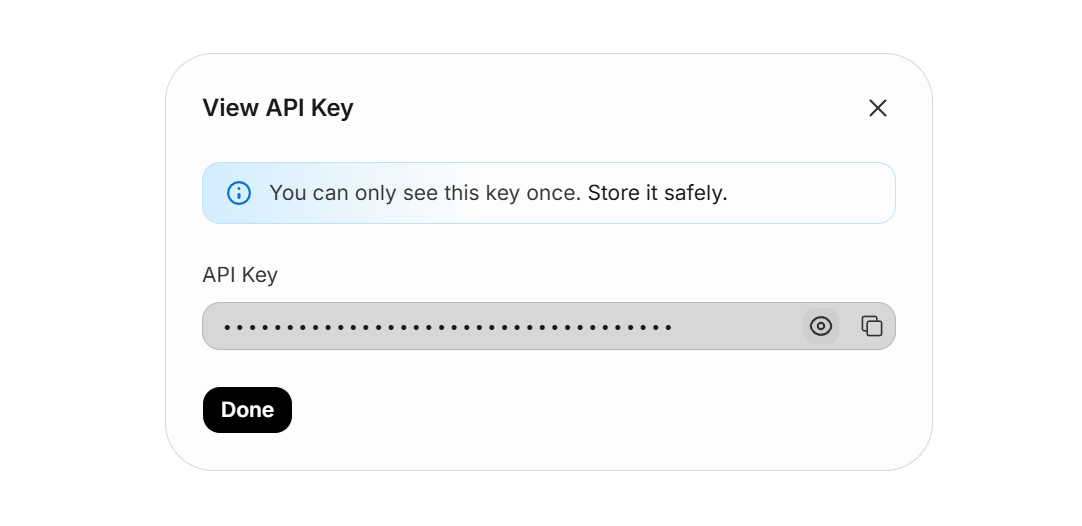 View API Key
You can only see this key once. Store it safely.
API Key
•••••••••••••••••••••••••••••••••••••
Done